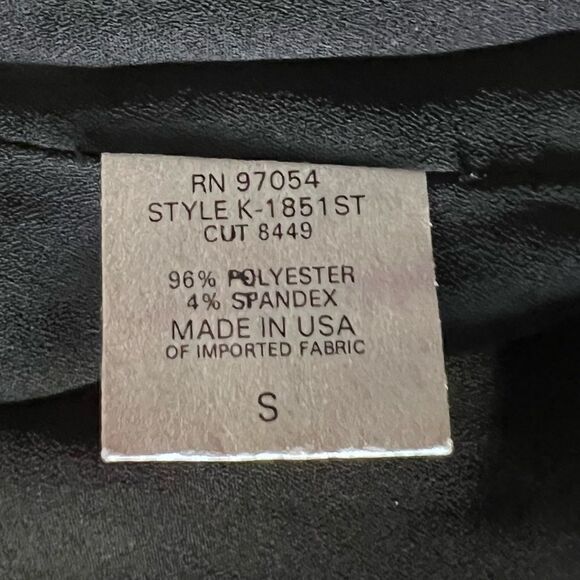 RN 97054
STYLE K-1851ST
CUT 8449
96% POLYESTER
4% SPANDEX
MADE IN USA
OF IMPORTED FABRIC
S